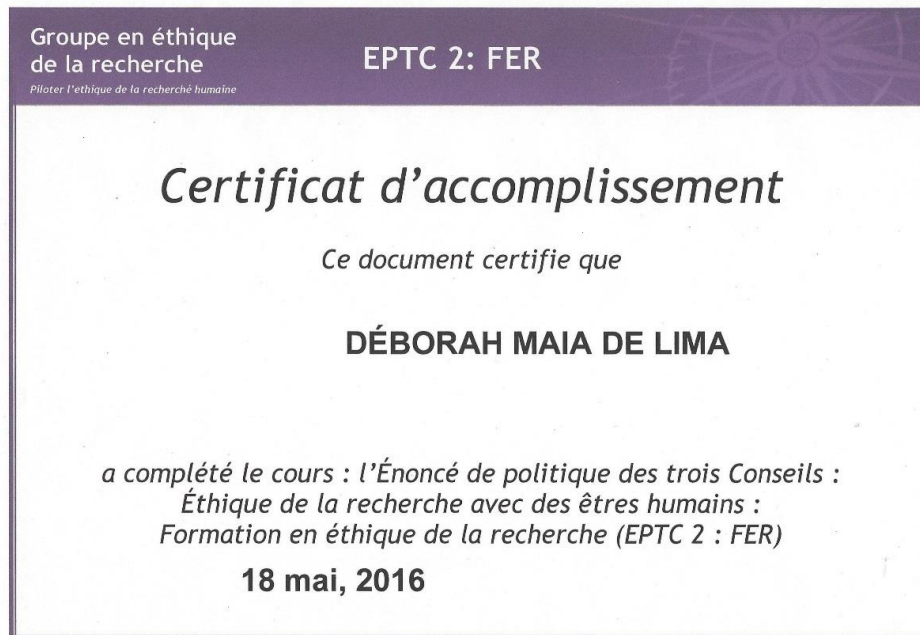 Groupe en éthique
de la recherche
Piloter l'ethique de la recherché humaine
EPTC 2: FER
Certificat d'accomplissement
Ce document certifie que
DÉBORAH MAIA DE LIMA
a complété le cours : l'Énoncé de politique des trois Conseils :
Éthique de la recherche avec des êtres humains :
Formation en éthique de la recherche (EPTC 2 : FER)
18 mai, 2016